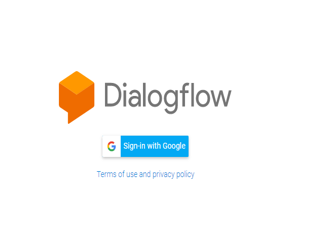 Dialogflow
Sign-in with Google
Terms of use and privacy policy